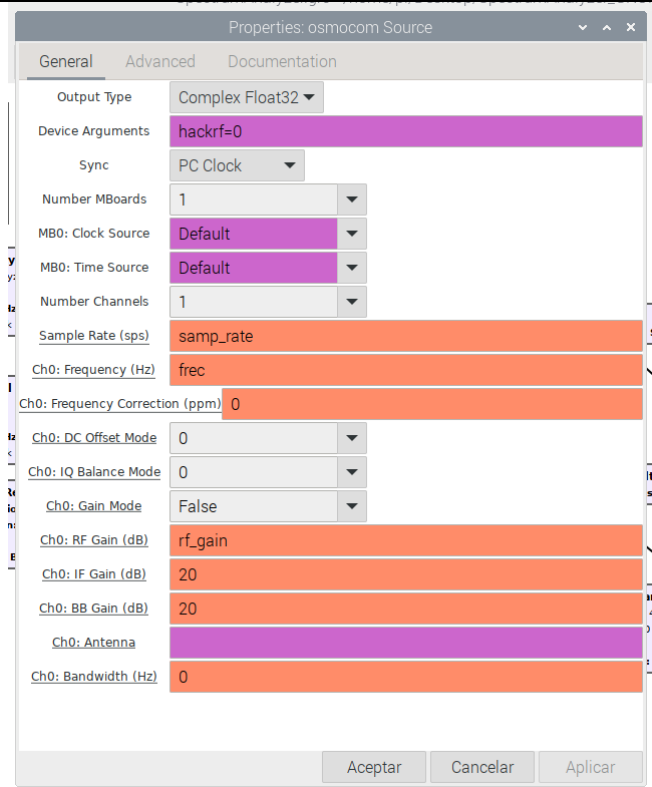 Properties: osmocom Source
General Advanced Documentation
Output Type Complex Float32
Device Arguments hackrf=0
Sync PC Clock
Number MBoards 1
MB0: Clock Source Default
MB0: Time Source Default
Number Channels 1
Sample Rate (sps) samp_rate
Ch0: Frequency (Hz) frec
Ch0: Frequency Correction (ppm) 0
Ch0: DC Offset Mode 0
Ch0: IQ Balance Mode 0
Ch0: Gain Mode False
Ch0: RF Gain (dB) rf_gain
Ch0: IF Gain (dB) 20
Ch0: BB Gain (dB) 20
Ch0: Antenna
Ch0: Bandwidth (Hz) 0
Aceptar Cancelar Aplicar